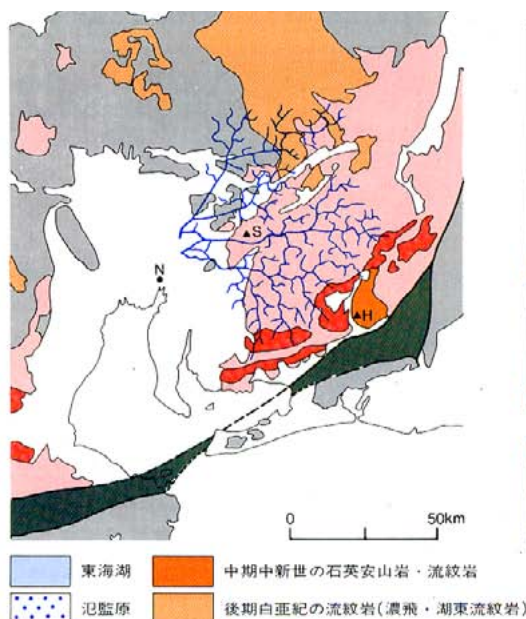 S
N
H
0 50km
東海湖
中期中新世の石英安山岩・流紋岩
氾監原
後期白亜紀の流紋岩(濃飛・湖東流紋岩)